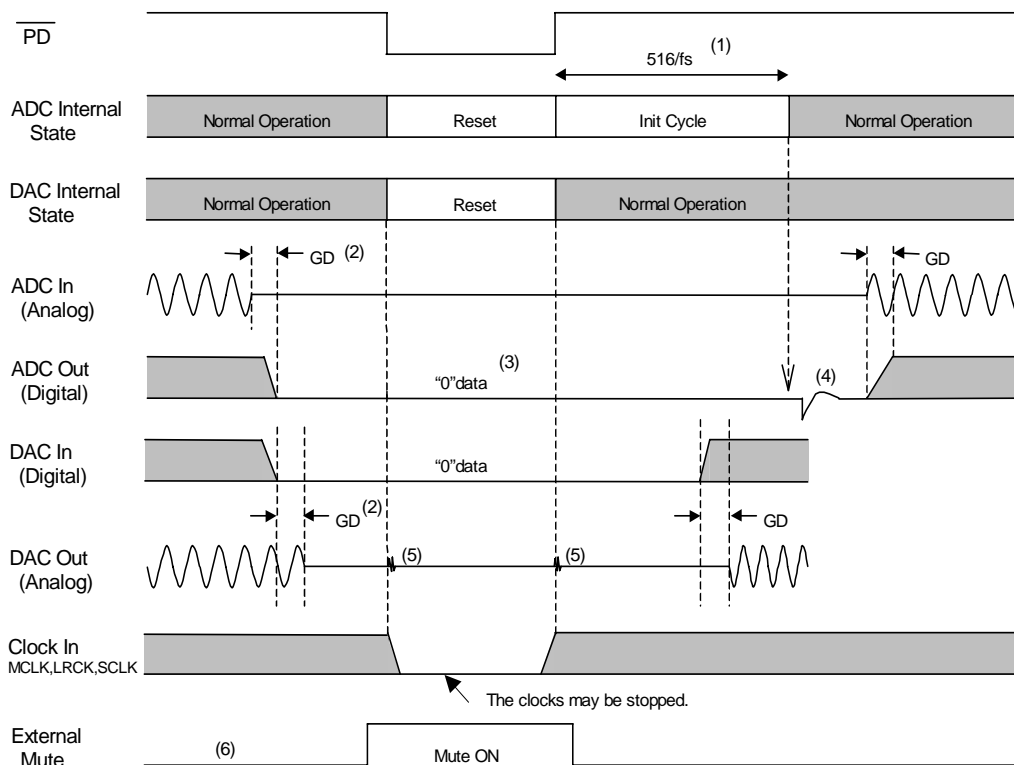 PD
516/fs (1)
ADC Internal
State
Normal Operation Reset Init Cycle Normal Operation
DAC Internal
State
Normal Operation Reset Normal Operation
GD (2) GD
ADC In
(Analog)
ADC Out
(Digital)
“0”data (3) (4)
DAC In
(Digital)
“0”data
GD (2) GD
DAC Out
(Analog)
(5) (5)
Clock In
MCLK,LRCK,SCLK
The clocks may be stopped.
External
Mute
(6) Mute ON